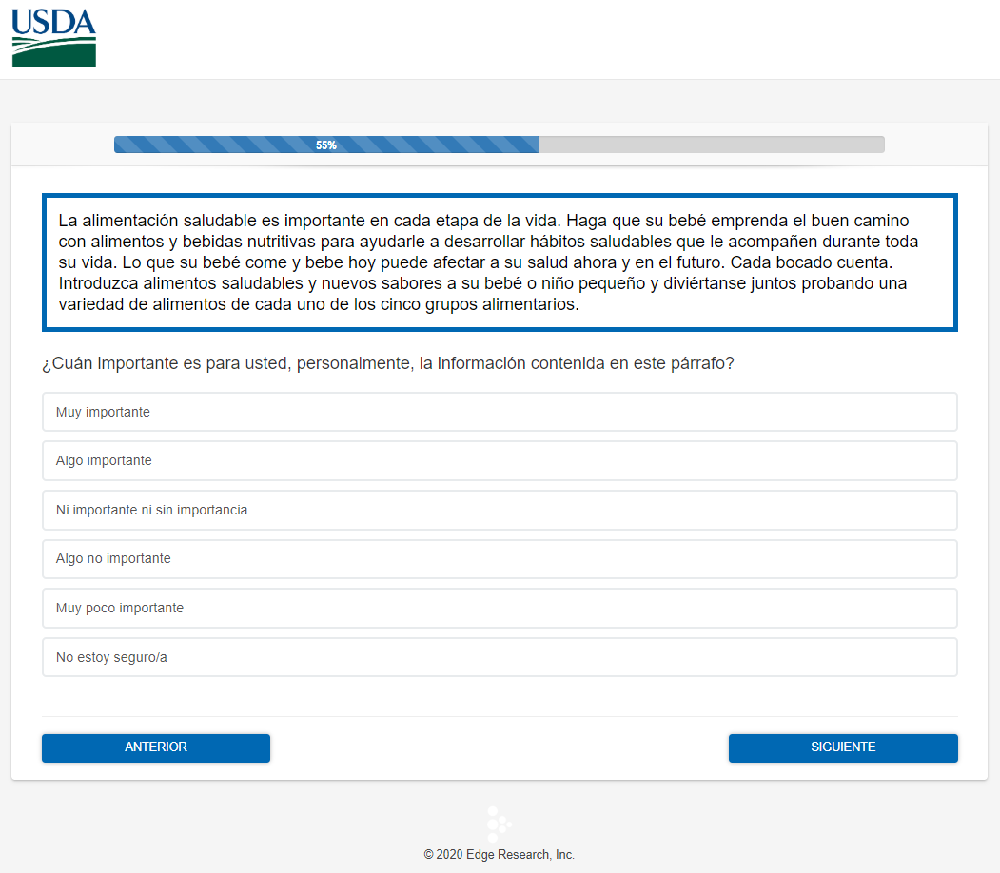 USDA
55%
La alimentación saludable es importante en cada etapa de la vida. Haga que su bebé emprenda el buen camino
con alimentos y bebidas nutritivas para ayudarle a desarrollar hábitos saludables que le acompañen durante toda
su vida. Lo que su bebé come y bebe hoy puede afectar a su salud ahora y en el futuro. Cada bocado cuenta.
Introduzca alimentos saludables y nuevos sabores a su bebé o niño pequeño y diviértanse juntos probando una
variedad de alimentos de cada uno de los cinco grupos alimentarios.
¿Cuán importante es para usted, personalmente, la información contenida en este párrafo?
Muy importante
Algo importante
Ni importante ni sin importancia
Algo no importante
Muy poco importante
No estoy seguro/a
ANTERIOR
SIGUIENTE
© 2020 Edge Research, Inc.